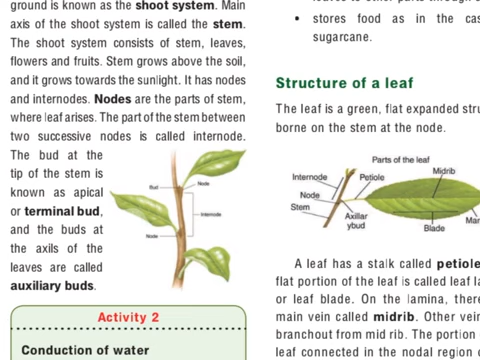 ground is known as the shoot system. Main
axis of the shoot system is called the stem.
The shoot system consists of stem, leaves,
flowers and fruits. Stem grows above the soil,
and it grows towards the sunlight. It has nodes
and internodes. Nodes are the parts of stem,
where leaf arises. The part of the stem between
two successive nodes is called internode.
The bud at the
tip of the stem is
known as apical
or terminal bud,
and the buds at
the axils of the
leaves are called
auxiliary buds.
Bud
Node
Internode
Node
Activity 2
Conduction of water
leaves to other parts through
• stores food as in the
sugarcane.
Structure of a leaf
The leaf is a green, flat expanded
borne on the stem at the node.
Parts of the leaf
Internode
Petiole
Midrib
Node
Stem
Axillar
ybud
Blade
A leaf has a stalk called petiole
flat portion of the leaf is called leaf
or leaf blade. On the lamina, there
main vein called midrib. Other
branchout from mid rib. The portion
leaf connected in the nodal region